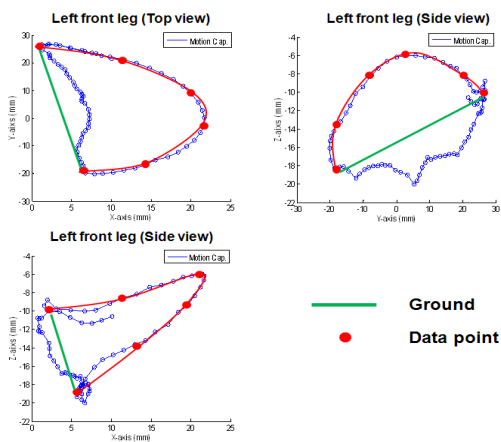 Left front leg (Top view)
Motion Cap.
30
20
10
0
-10
-20
-30
Y-axis (mm)
0 5 10 15 20 25
X-axis (mm)
Left front leg (Side view)
Motion Cap.
-4
-6
-8
-10
-12
-14
-16
-18
-20
-22
Z-axis (mm)
-30 -20 -10 0 10 20 30
Y-axis (mm)
Left front leg (Side view)
Motion Cap.
-4
-6
-8
-10
-12
-14
-16
-18
-20
-22
Z-axis (mm)
0 5 10 15 20 25
X-axis (mm)
Ground
Data point